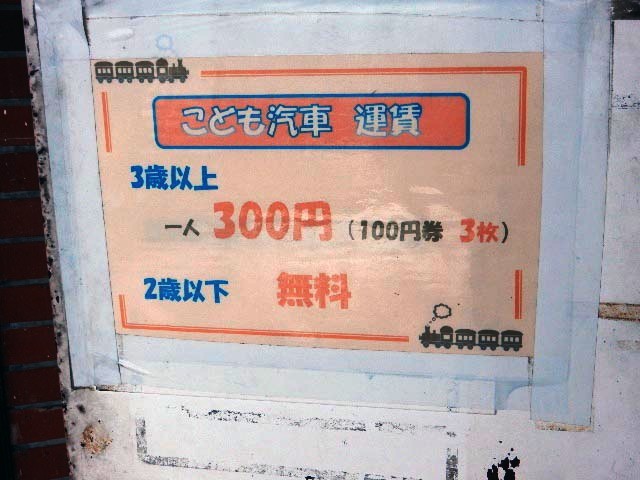 こども汽車 運賃
3歳以上
一人 300円 (100円券 3枚)
2歳以下 無料